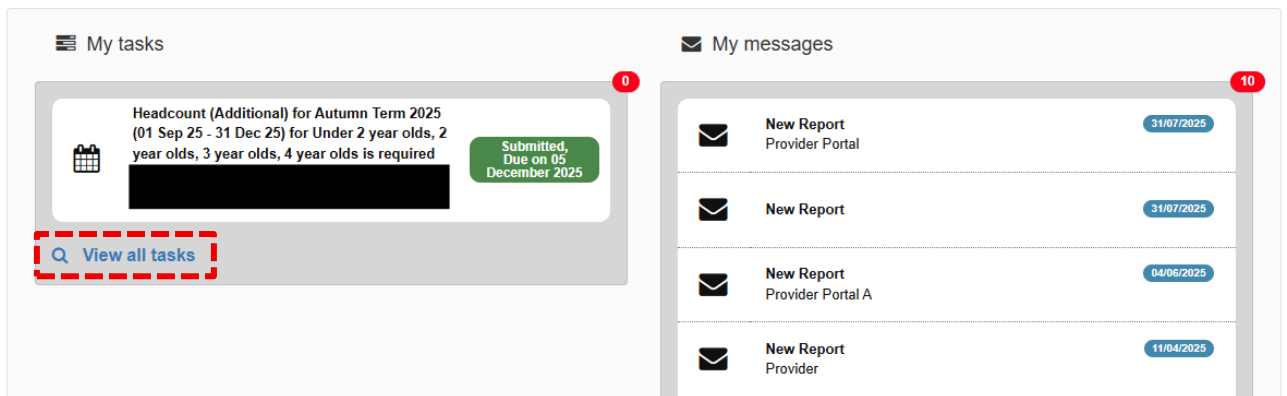 My tasks
0
Headcount (Additional) for Autumn Term 2025
(01 Sep 25 - 31 Dec 25) for Under 2 year olds, 2
year olds, 3 year olds, 4 year olds is required
Submitted,
Due on 05
December 2025
View all tasks
My messages
10
New Report
31/07/2025
Provider Portal
New Report
31/07/2025
New Report
04/06/2025
Provider Portal A
New Report
11/04/2025
Provider